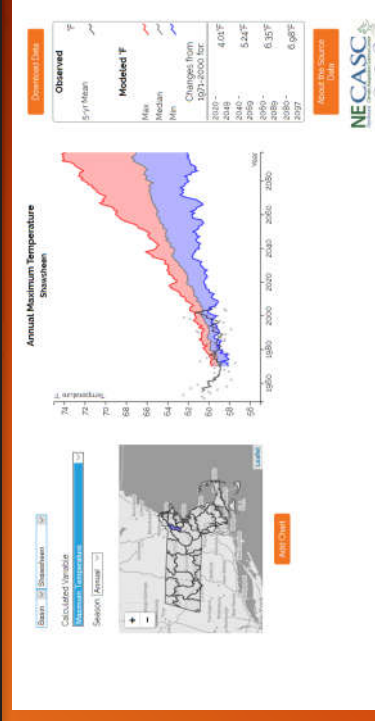 Basin Shawsheen
Calculated Variable
Maximum Temperature
Season Annual
+
-
Leaflet
Add Chart
Annual Maximum Temperature
Shawsheen
Temperature °F
74
72
70
68
66
64
62
60
58
56
1960 1980 2000 2020 2040 2060 2080
Year
Download Data
Observed °F
5-yr Mean
Modeled °F
Max
Median
Min
Changes from
1971-2000 for:
2020 -
2049 4.01°F
2040 -
2069 5.24°F
2060 -
2089 6.35°F
2080 -
2097 6.98°F
About the Source
Data
NECASC